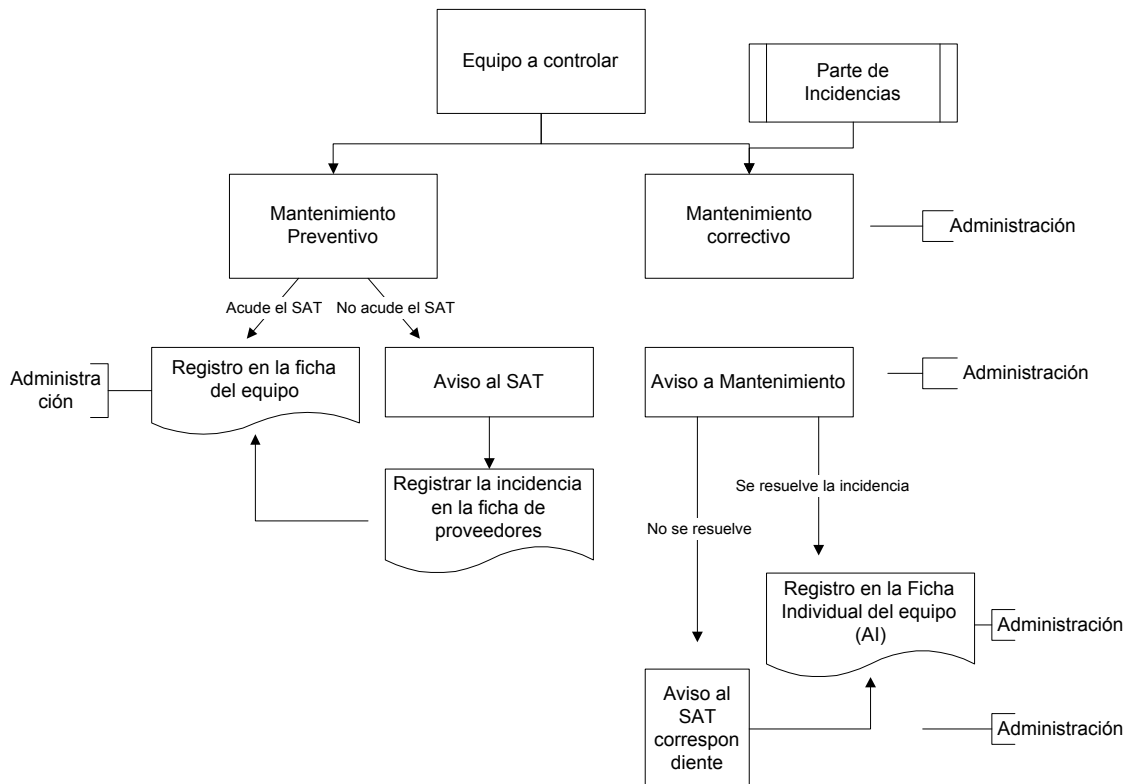 Equipo a controlar
Parte de
Incidencias
Mantenimiento
Preventivo
Mantenimiento
correctivo
Administración
Acude el SAT
No acude el SAT
Administra
ción
Registro en la ficha
del equipo
Aviso al SAT
Aviso a Mantenimiento
Administración
Registrar la incidencia
en la ficha de
proveedores
Se resuelve la incidencia
No se resuelve
Registro en la Ficha
Individual del equipo
(AI)
Administración
Aviso al
SAT
correspon
diente
Administración